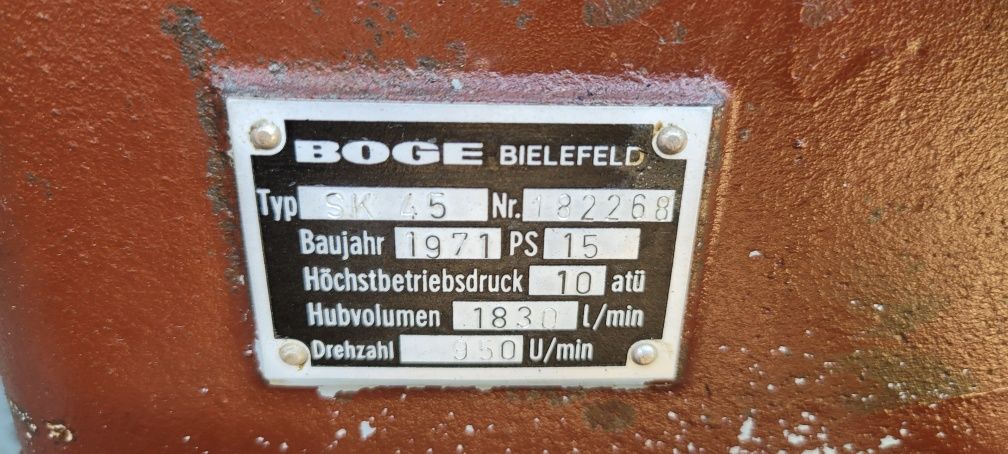 BOGE BIELEFELD
Typ SK 45 Nr. 182268
Baujahr 1971 PS 15
Höchstbetriebsdruck 10 atü
Hubvolumen 1830 l/min
Drehzahl 950 U/min